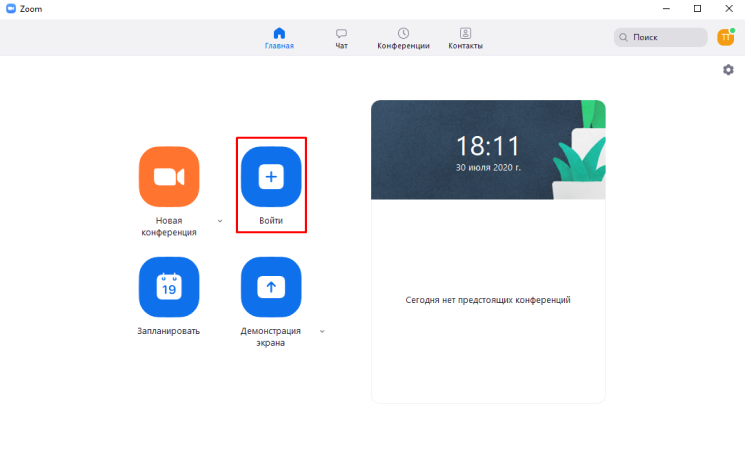 Zoom
Главная
Чат
Конференции
Контакты
Поиск
ТТ
18:11
30 июля 2020 г.
Новая
конференция
Войти
19
Запланировать
Демонстрация
экрана
Сегодня нет предстоящих конференций